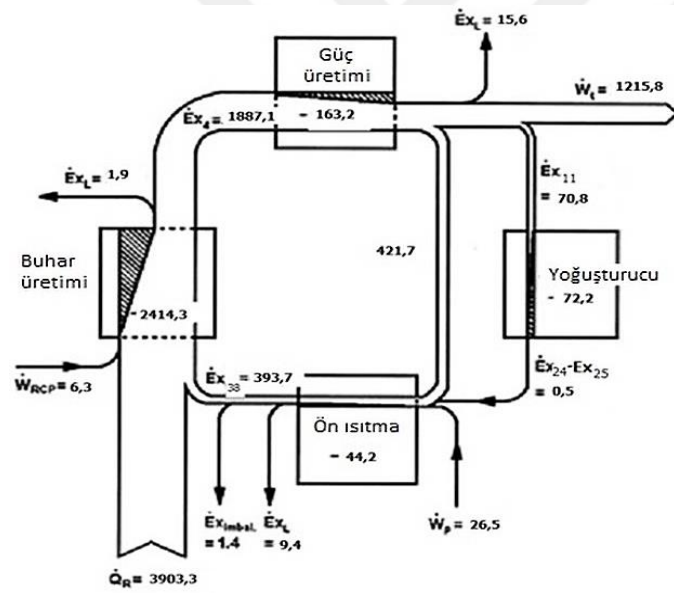 Ėx_L = 15,6
Güç
üretimi
Ẇ_t = 1215,8
Ėx_4 = 1887,1
- 163,2
Ėx_L = 1,9
Ėx_11
= 70,8
421,7
Buhar
üretimi
-2414,3
Yoğuşturucu
- 72,2
Ẇ_RCP = 6,3
Ėx_38 = 393,7
Ėx_24-Ex_25
= 0,5
Ön ısıtma
- 44,2
Ėx_imbal.
= 1.4
Ėx_L
= 9,4
Ẇ_P = 26,5
Q̇_R = 3903,3